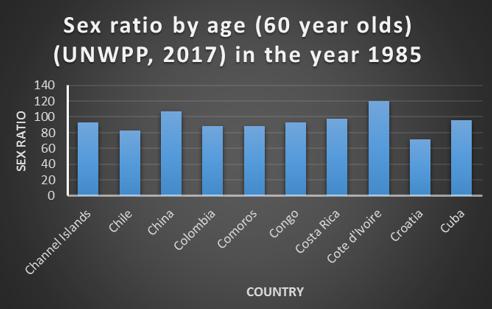 Sex ratio by age (60 year olds)
(UNWPP, 2017) in the year 1985
SEX RATIO
140
120
100
80
60
40
20
0
Channel Islands
Chile
China
Colombia
Comoros
Congo
Costa Rica
Cote d'Ivoire
Croatia
Cuba
COUNTRY